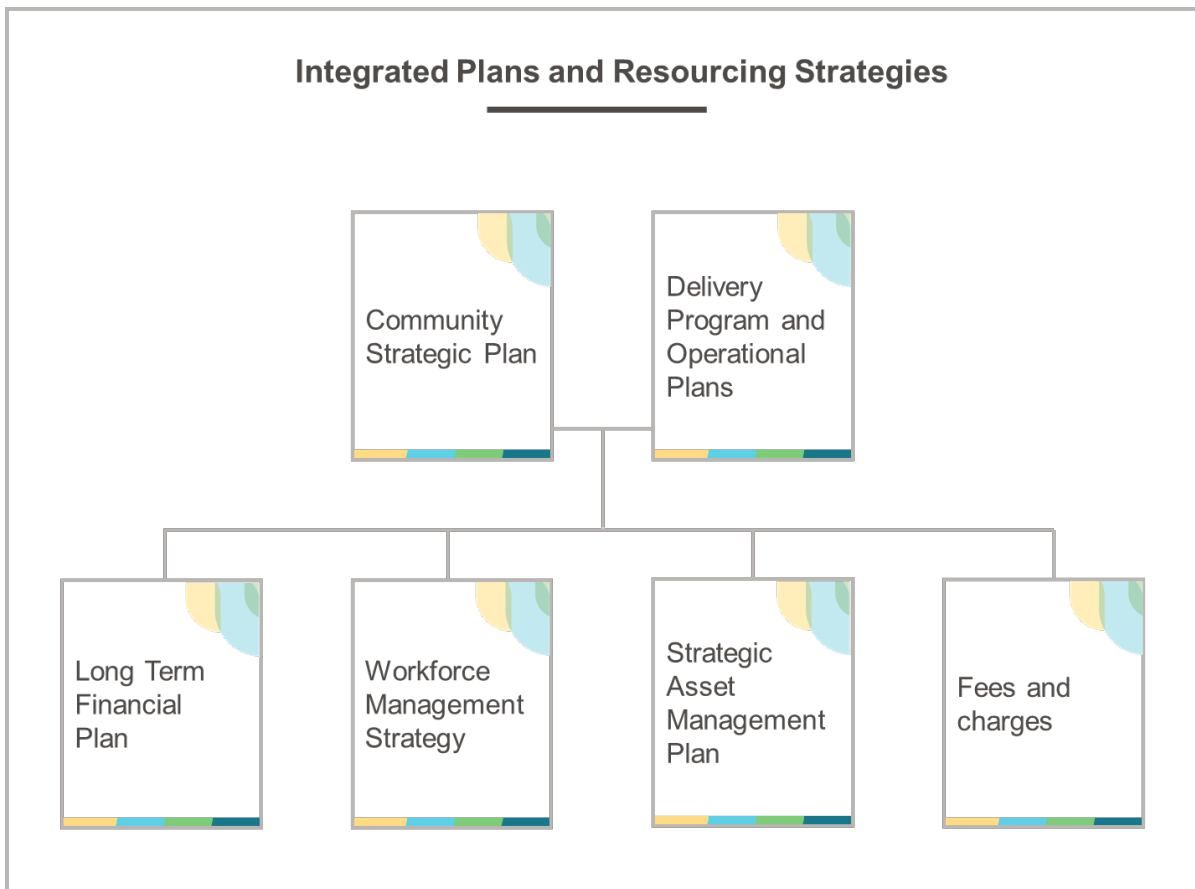 Integrated Plans and Resourcing Strategies
Community
Strategic Plan
Delivery
Program and
Operational
Plans
Long Term
Financial
Plan
Workforce
Management
Strategy
Strategic
Asset
Management
Plan
Fees and
charges